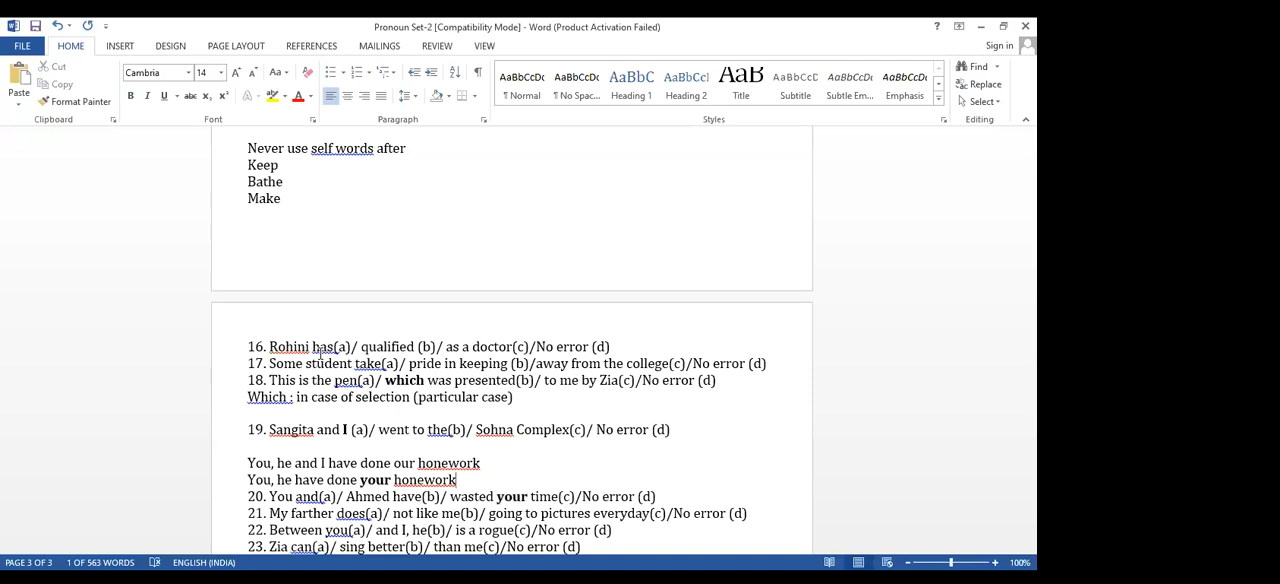 Pronoun Set-2 [Compatibility Mode] - Word (Product Activation Failed)
FILE HOME INSERT DESIGN PAGE LAYOUT REFERENCES MAILINGS REVIEW VIEW Sign in
Paste Cut Copy Format Painter
Cambria 14
AaBbCcDc AaBbCcDc AaBbC AaBbCc AaB AaBbCcD AaBbCcDc AaBbCcDc
¶ Normal ¶ No Spac... Heading 1 Heading 2 Title Subtitle Subtle Em... Emphasis
Find Replace Select
Clipboard Font Paragraph Styles Editing
Never use self words after
Keep
Bathe
Make
16. Rohini has(a)/ qualified (b)/ as a doctor(c)/No error (d)
17. Some student take(a)/ pride in keeping (b)/away from the college(c)/No error (d)
18. This is the pen(a)/ which was presented(b)/ to me by Zia(c)/No error (d)
Which : in case of selection (particular case)
19. Sangita and I (a)/ went to the(b)/ Sohna Complex(c)/ No error (d)
You, he and I have done our honework
You, he have done your honework
20. You and(a)/ Ahmed have(b)/ wasted your time(c)/No error (d)
21. My farther does(a)/ not like me(b)/ going to pictures everyday(c)/No error (d)
22. Between you(a)/ and I, he(b)/ is a rogue(c)/No error (d)
23. Zia can(a)/ sing better(b)/ than me(c)/No error (d)
PAGE 3 OF 3 1 OF 563 WORDS ENGLISH (INDIA) 100%